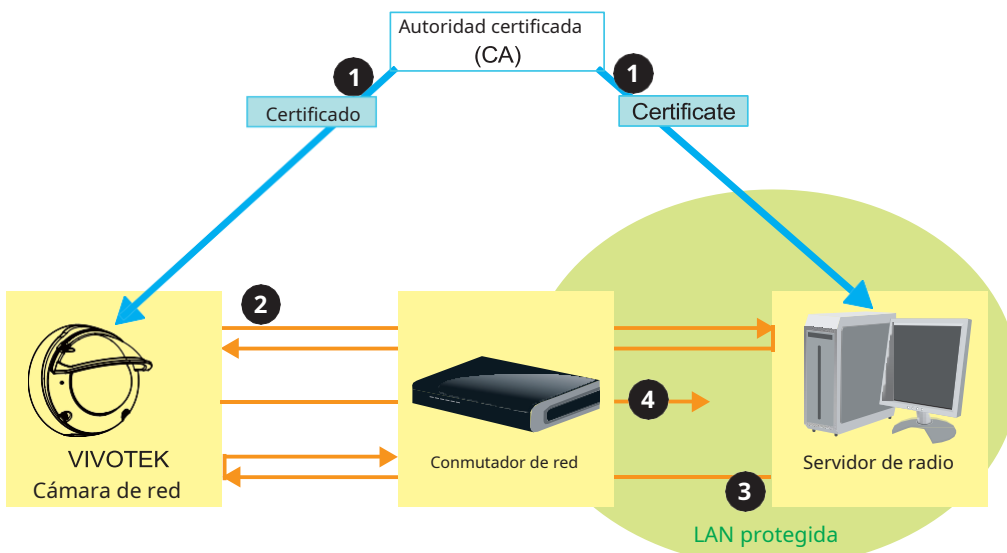 Autoridad certificada
(CA)
1
1
Certificado
Certificate
2
4
VIVOTEK
Cámara de red
Conmutador de red
Servidor de radio
3
LAN protegida